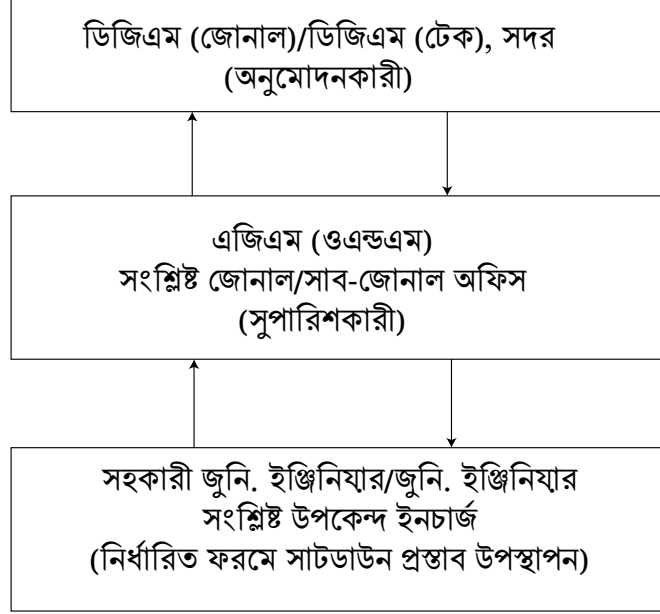 ডিজিএম (জোনাল)/ডিজিএম (টেক), সদর
(অনুমোদনকারী)
এজিএম (ওএন্ডএম)
সংশ্লিষ্ট জোনাল/সাব-জোনাল অফিস
(সুপারিশকারী)
সহকারী জুনি. ইঞ্জিনিয়ার/জুনি. ইঞ্জিনিয়ার
সংশ্লিষ্ট উপকেন্দ ইনচার্জ
(নির্ধারিত ফরমে সাটডাউন প্রস্তাব উপস্থাপন)